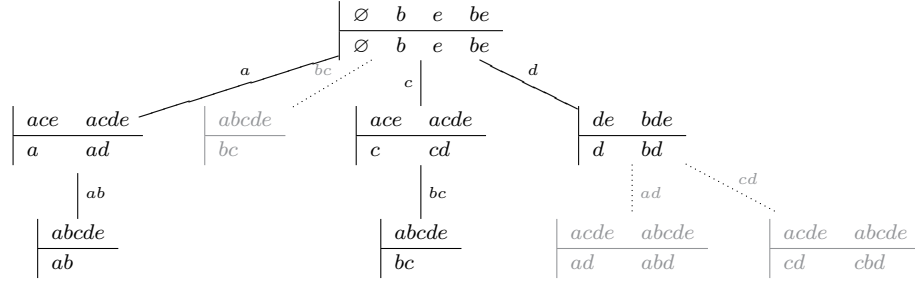 ∅ b e be
∅ b e be
a bc c d
ace acde abcde ace acde de bde
a ad bc c cd d bd
ab bc ad cd
abcde abcde acde abcde acde abcde
ab bc ad abd cd cbd